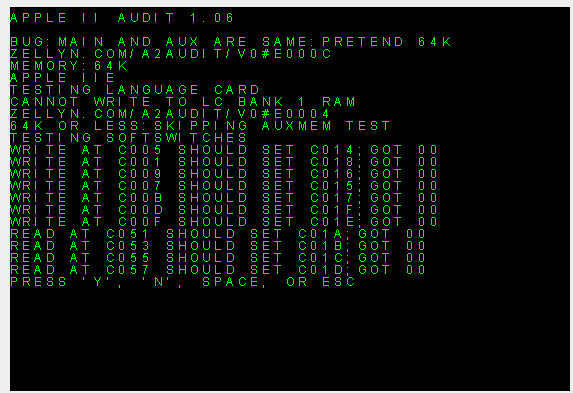 APPLE II AUDIT 1.06
BUG: MAIN AND AUX ARE SAME: PRETEND 64K
ZELLYN.COM/A2AUDIT/V0#E000C
MEMORY: 64K
APPLE IIE
TESTING LANGUAGE CARD
CANNOT WRITE TO LC BANK 1 RAM
ZELLYN.COM/A2AUDIT/V0#E0004
64K OR LESS: SKIPPING AUXMEM TEST
TESTING SOFTSWITCHES
WRITE AT C005 SHOULD SET C014; GOT 00
WRITE AT C001 SHOULD SET C018; GOT 00
WRITE AT C009 SHOULD SET C016; GOT 00
WRITE AT C007 SHOULD SET C015; GOT 00
WRITE AT C00B SHOULD SET C017; GOT 00
WRITE AT C00D SHOULD SET C01F; GOT 00
WRITE AT C00F SHOULD SET C01E; GOT 00
READ AT C051 SHOULD SET C01A; GOT 00
READ AT C053 SHOULD SET C01B; GOT 00
READ AT C055 SHOULD SET C01C; GOT 00
READ AT C057 SHOULD SET C01D; GOT 00
PRESS 'Y', 'N', SPACE, OR ESC